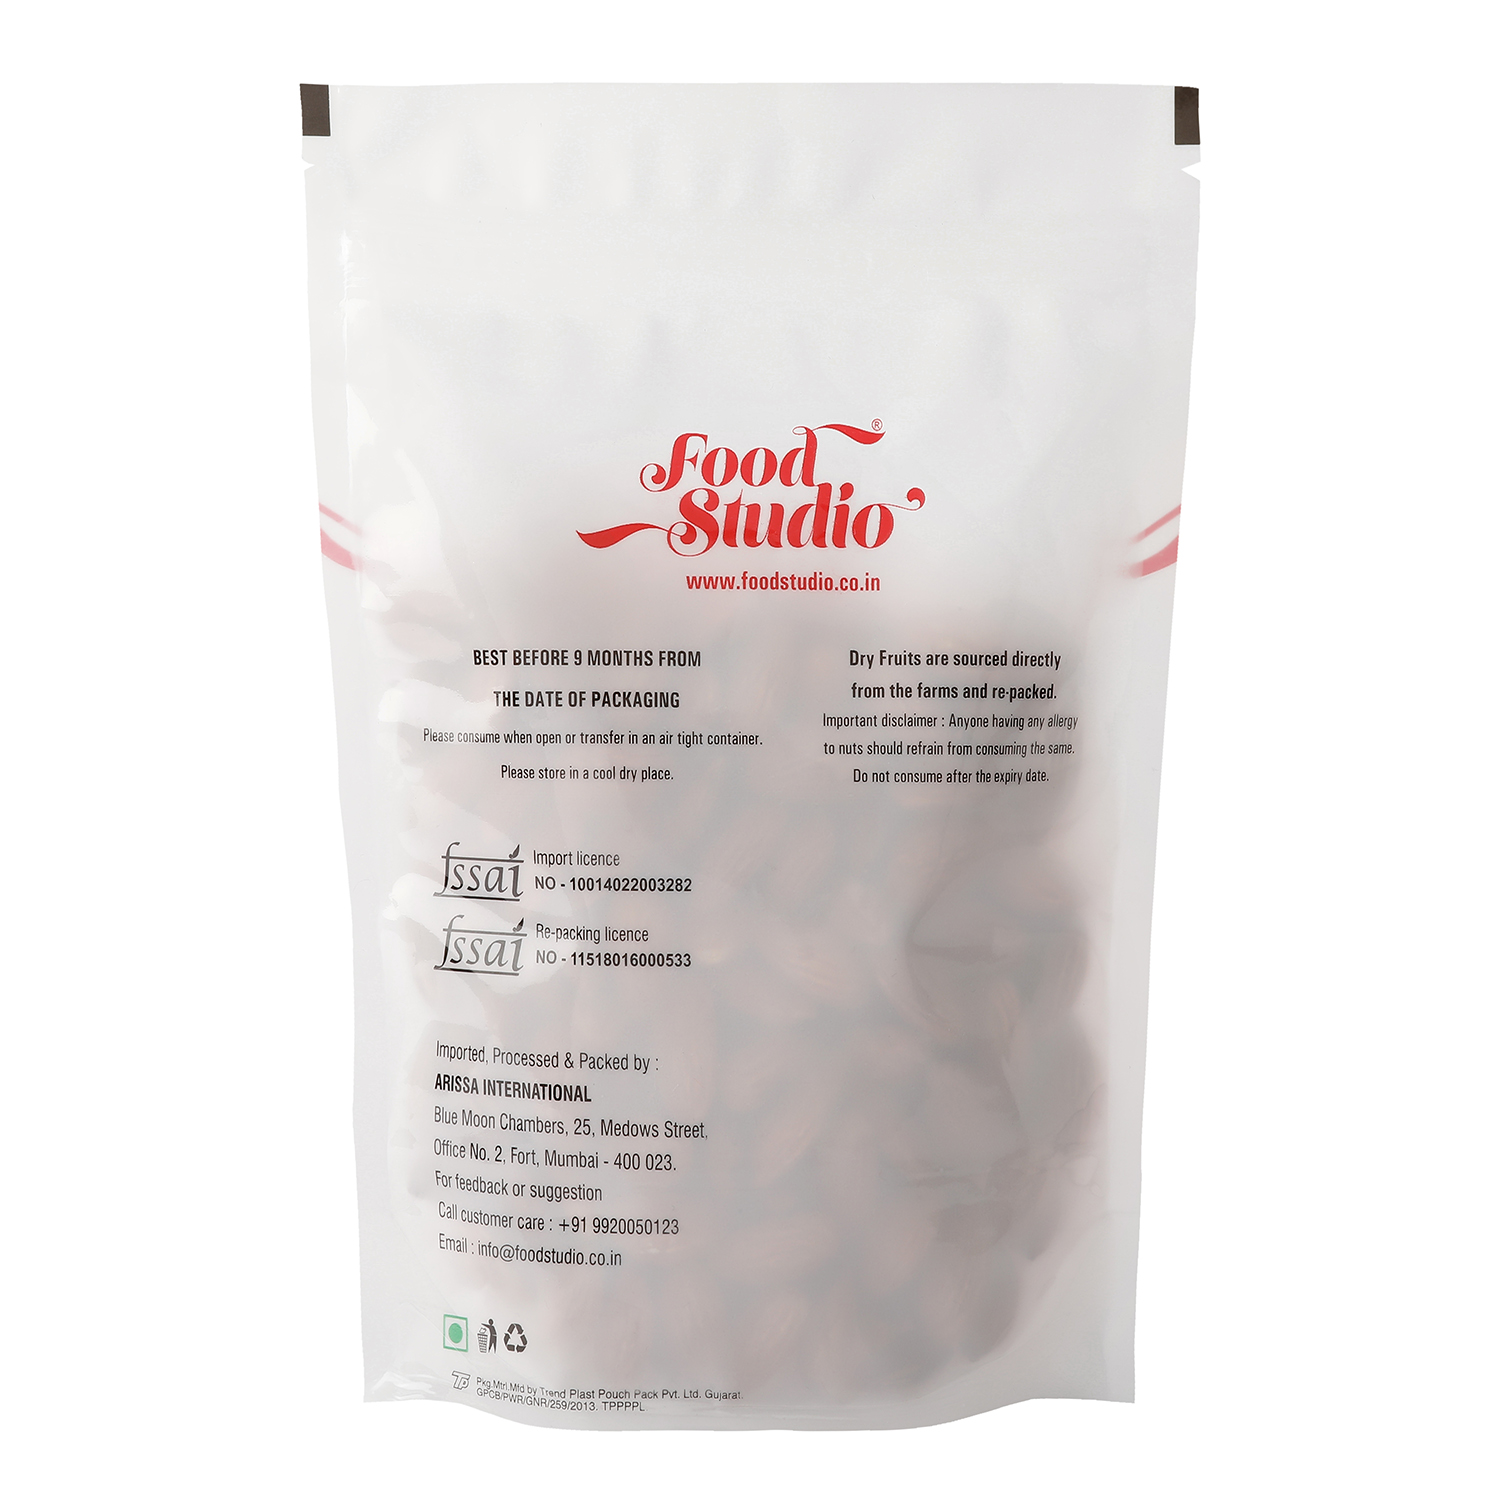 Food®
Studio
www.foodstudio.co.in
BEST BEFORE 9 MONTHS FROM
THE DATE OF PACKAGING
Please consume when open or transfer in an air tight container.
Please store in a cool dry place.
Dry Fruits are sourced directly
from the farms and re-packed.
Important disclaimer : Anyone having any allergy
to nuts should refrain from consuming the same.
Do not consume after the expiry date.
fssai
Import licence
NO - 10014022003282
fssai
Re-packing licence
NO - 11518016000533
Imported, Processed & Packed by :
ARISSA INTERNATIONAL
Blue Moon Chambers, 25, Medows Street,
Office No. 2, Fort, Mumbai - 400 023.
For feedback or suggestion
Call customer care : +91 9920050123
Email : info@foodstudio.co.in
TP
Pkg.Mtrl.Mfd by Trend Plast Pouch Pack Pvt. Ltd. Gujarat.
GPCB/PWR/GNR/259/2013. TPPPPL